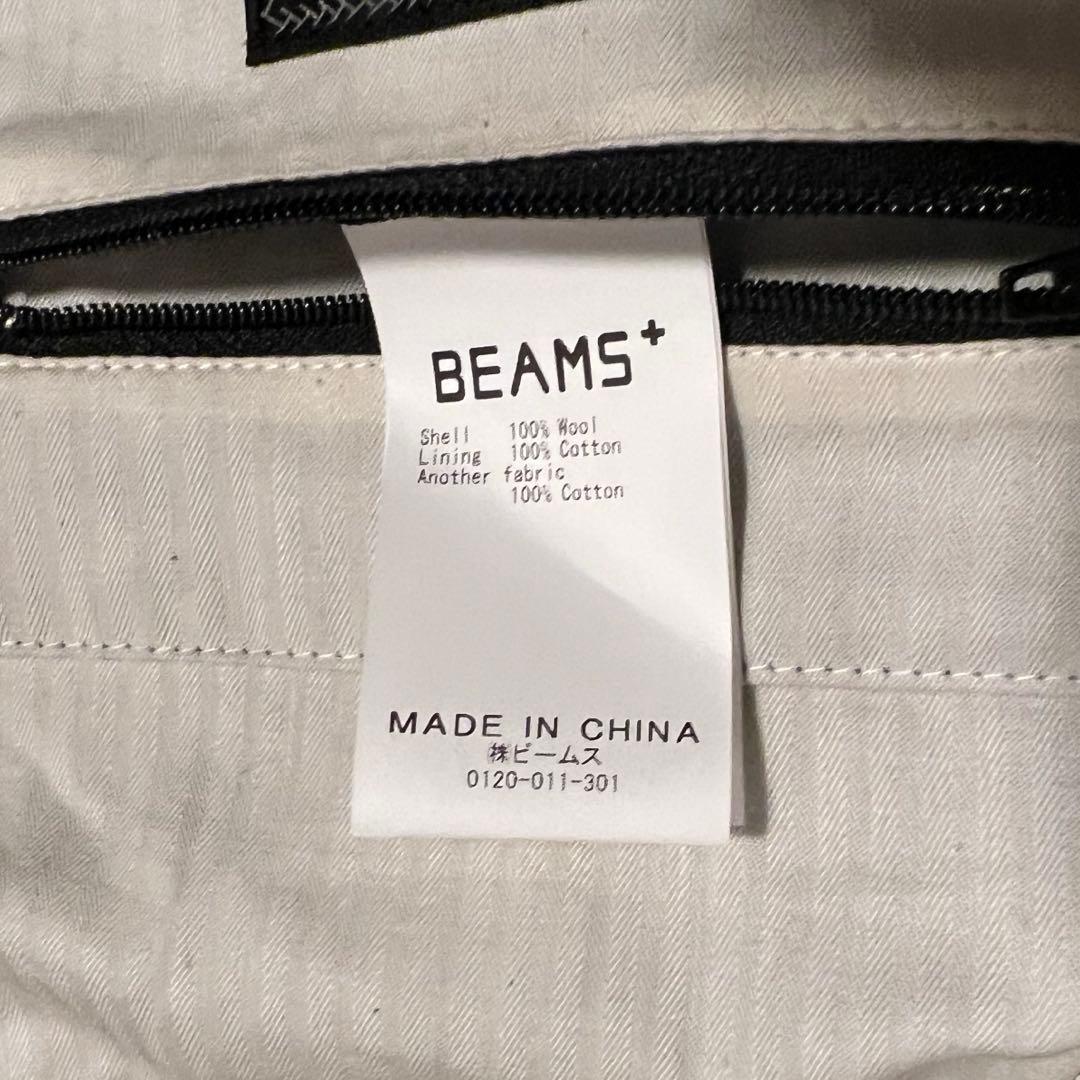 BEAMS+
Shell 100% Wool
Lining 100% Cotton
Another fabric
100% Cotton
MADE IN CHINA
㈱ビームス
0120-011-301